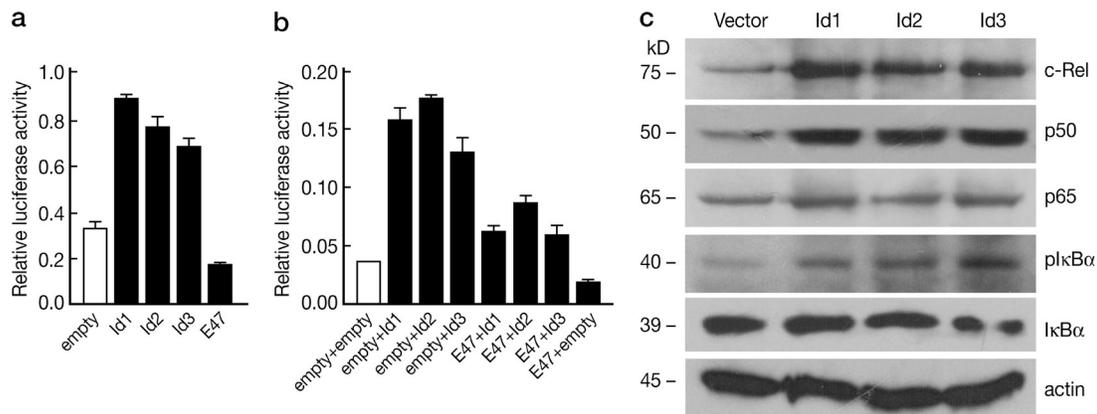 a
Relative luciferase activity
1.0
0.8
0.6
0.4
0.2
0.0
empty
Id1
Id2
Id3
E47
b
Relative luciferase activity
0.20
0.15
0.10
0.05
0.00
empty+empty
empty+Id1
empty+Id2
empty+Id3
E47+Id1
E47+Id2
E47+Id3
E47+empty
c
Vector Id1 Id2 Id3
kD
75 – c-Rel
50 – p50
65 – p65
40 – pIκBα
39 – IκBα
45 – actin